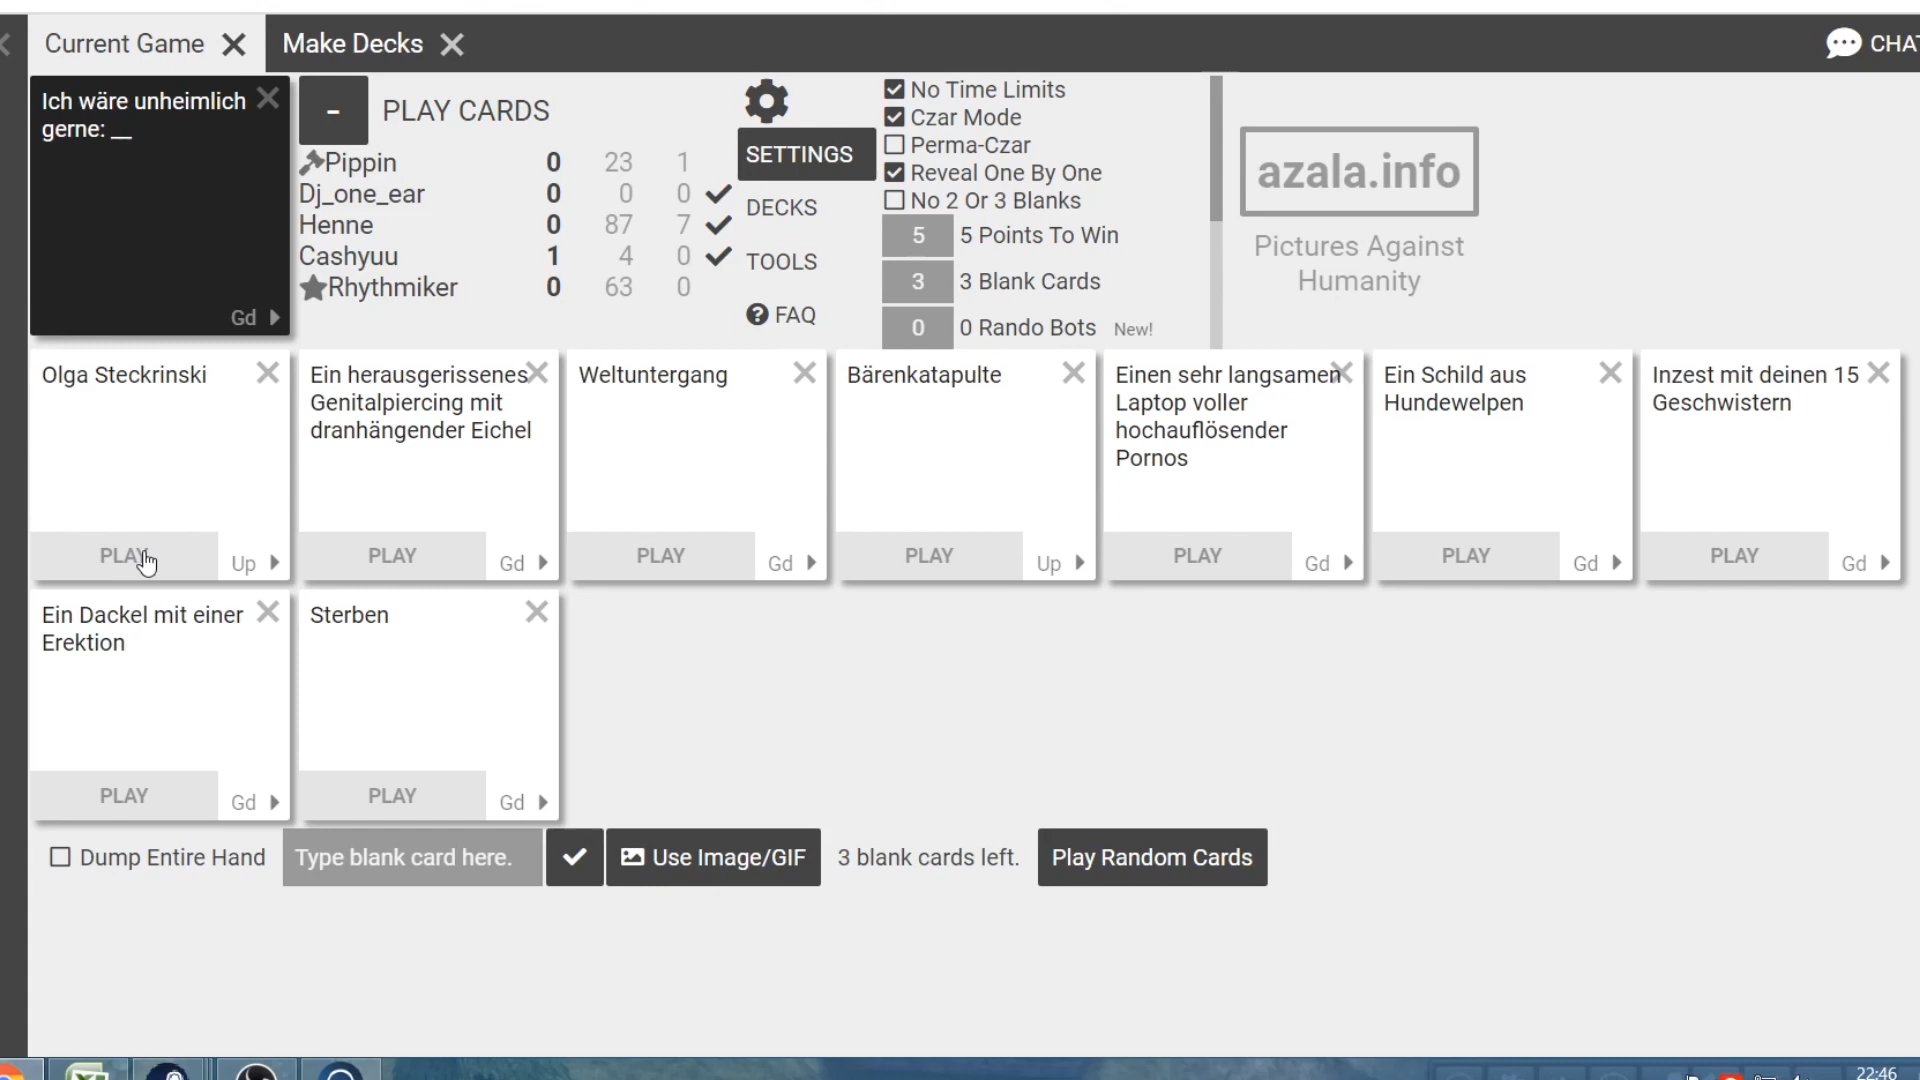 Current Game
Make Decks
CHAT
Ich wäre unheimlich
gerne: __
Gd
-
PLAY CARDS
Pippin 0 23 1
Dj_one_ear 0 0 0
Henne 0 87 7
Cashyuu 1 4 0
Rhythmiker 0 63 0
SETTINGS
DECKS
TOOLS
FAQ
No Time Limits
Czar Mode
Perma-Czar
Reveal One By One
No 2 Or 3 Blanks
5 5 Points To Win
3 3 Blank Cards
0 0 Rando Bots New!
azala.info
Pictures Against
Humanity
Olga Steckrinski
PLAY
Up
Ein herausgerissenes
Genitalpiercing mit
dranhängender Eichel
PLAY
Gd
Weltuntergang
PLAY
Gd
Bärenkatapulte
PLAY
Up
Einen sehr langsamen
Laptop voller
hochauflösender
Pornos
PLAY
Gd
Ein Schild aus
Hundewelpen
PLAY
Gd
Inzest mit deinen 15
Geschwistern
PLAY
Gd
Ein Dackel mit einer
Erektion
PLAY
Gd
Sterben
PLAY
Gd
Dump Entire Hand
Type blank card here.
Use Image/GIF
3 blank cards left.
Play Random Cards
22:46